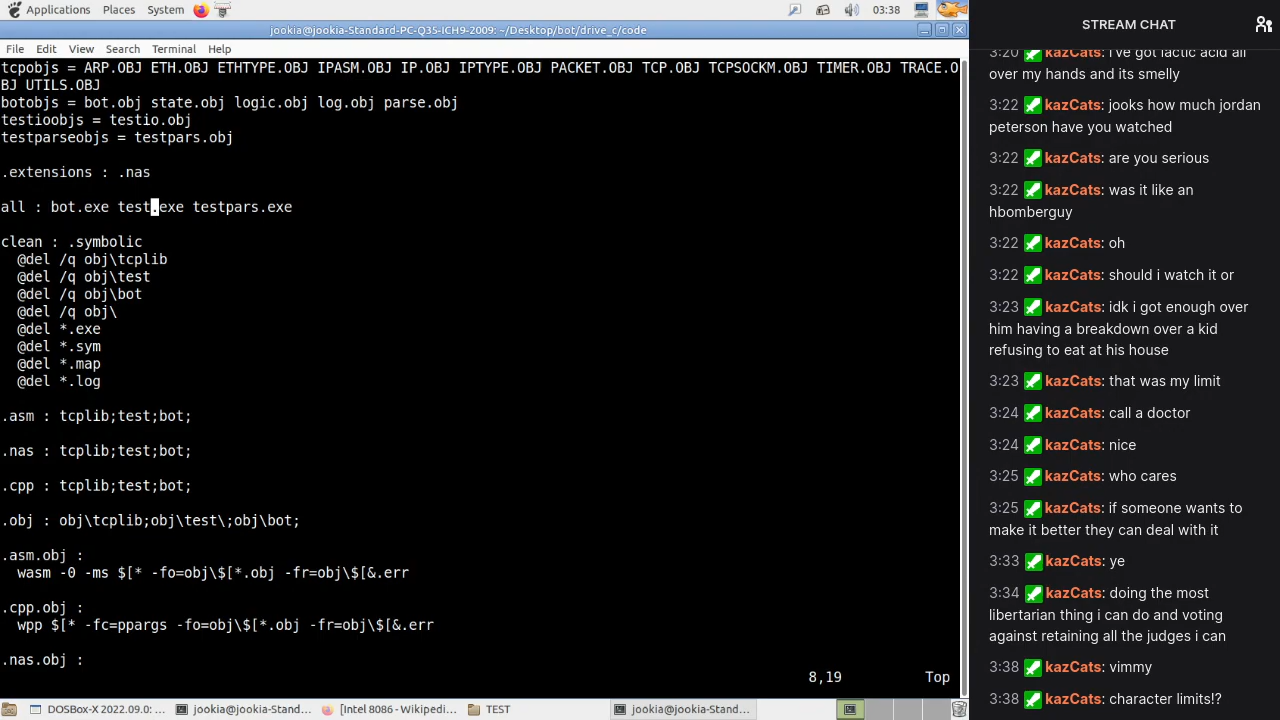 Applications Places System 03:38
jookia@jookia-Standard-PC-Q35-ICH9-2009: ~/Desktop/bot/drive_c/code
File Edit View Search Terminal Help
tcpobjs = ARP.OBJ ETH.OBJ ETHTYPE.OBJ IPASM.OBJ IP.OBJ IPTYPE.OBJ PACKET.OBJ TCP.OBJ TCPSOCKM.OBJ TIMER.OBJ TRACE.O
BJ UTILS.OBJ
botobjs = bot.obj state.obj logic.obj log.obj parse.obj
testioobjs = testio.obj
testparseobjs = testpars.obj
.extensions : .nas
all : bot.exe test.exe testpars.exe
clean : .symbolic
@del /q obj\tcplib
@del /q obj\test
@del /q obj\bot
@del /q obj\
@del *.exe
@del *.sym
@del *.map
@del *.log
.asm : tcplib;test;bot;
.nas : tcplib;test;bot;
.cpp : tcplib;test;bot;
.obj : obj\tcplib;obj\test\;obj\bot;
.asm.obj :
wasm -0 -ms $[* -fo=obj\$[*.obj -fr=obj\$[&.err
.cpp.obj :
wpp $[* -fc=ppargs -fo=obj\$[*.obj -fr=obj\$[&.err
.nas.obj :
8,19 Top
DOSBox-X 2022.09.0: ... jookia@jookia-Stand... [Intel 8086 - Wikipedi... TEST jookia@jookia-Stand...
STREAM CHAT
3:20 kazCats: i've got lactic acid all
over my hands and its smelly
3:22 kazCats: jooks how much jordan
peterson have you watched
3:22 kazCats: are you serious
3:22 kazCats: was it like an
hbomberguy
3:22 kazCats: oh
3:22 kazCats: should i watch it or
3:23 kazCats: idk i got enough over
him having a breakdown over a kid
refusing to eat at his house
3:23 kazCats: that was my limit
3:24 kazCats: call a doctor
3:24 kazCats: nice
3:25 kazCats: who cares
3:25 kazCats: if someone wants to
make it better they can deal with it
3:33 kazCats: ye
3:34 kazCats: doing the most
libertarian thing i can do and voting
against retaining all the judges i can
3:38 kazCats: vimmy
3:38 kazCats: character limits!?